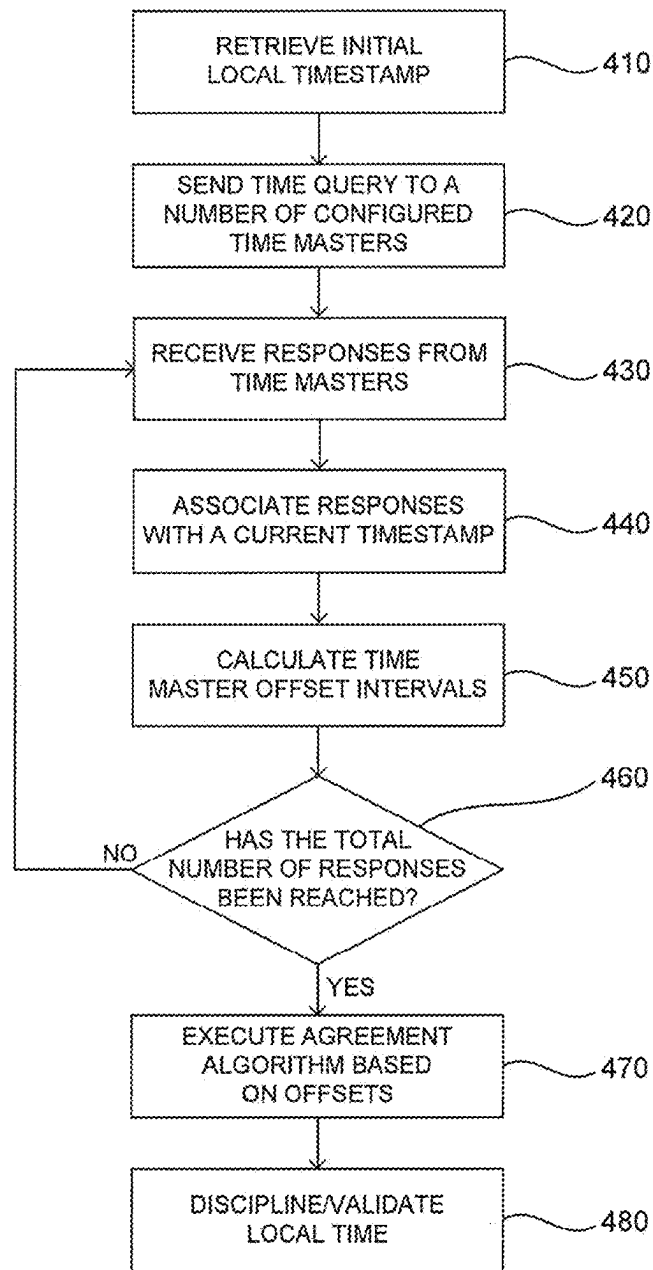 RETRIEVE INITIAL
LOCAL TIMESTAMP
410
SEND TIME QUERY TO A
NUMBER OF CONFIGURED
TIME MASTERS
420
RECEIVE RESPONSES FROM
TIME MASTERS
430
ASSOCIATE RESPONSES
WITH A CURRENT TIMESTAMP
440
CALCULATE TIME
MASTER OFFSET INTERVALS
450
460
HAS THE TOTAL
NUMBER OF RESPONSES
BEEN REACHED?
NO
YES
EXECUTE AGREEMENT
ALGORITHM BASED
ON OFFSETS
470
DISCIPLINE/VALIDATE
LOCAL TIME
480